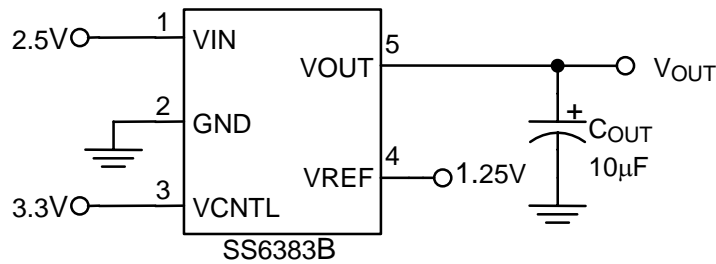 1
2.5V
VIN
5
VOUT
VOUT
2
GND
+
COUT
10µF
4
VREF
1.25V
3
3.3V
VCNTL
SS6383B